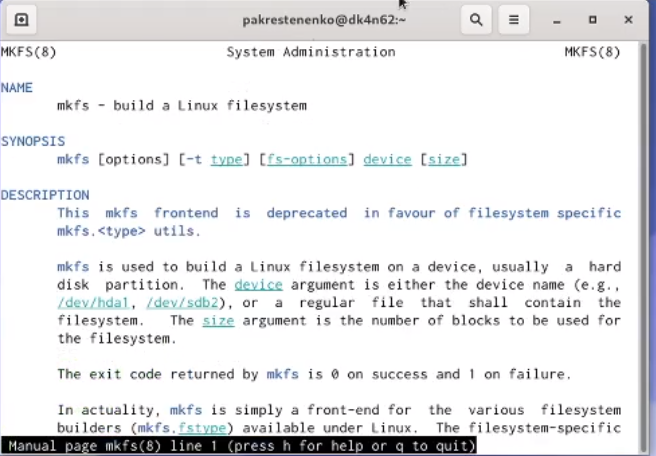 pakrestenenko@dk4n62:~
MKFS(8) System Administration MKFS(8)
NAME
mkfs - build a Linux filesystem
SYNOPSIS
mkfs [options] [-t type] [fs-options] device [size]
DESCRIPTION
This mkfs frontend is deprecated in favour of filesystem specific
mkfs.<type> utils.
mkfs is used to build a Linux filesystem on a device, usually a hard
disk partition. The device argument is either the device name (e.g.,
/dev/hda1, /dev/sdb2), or a regular file that shall contain the
filesystem. The size argument is the number of blocks to be used for
the filesystem.
The exit code returned by mkfs is 0 on success and 1 on failure.
In actuality, mkfs is simply a front-end for the various filesystem
builders (mkfs.fstype) available under Linux. The filesystem-specific
Manual page mkfs(8) line 1 (press h for help or q to quit)